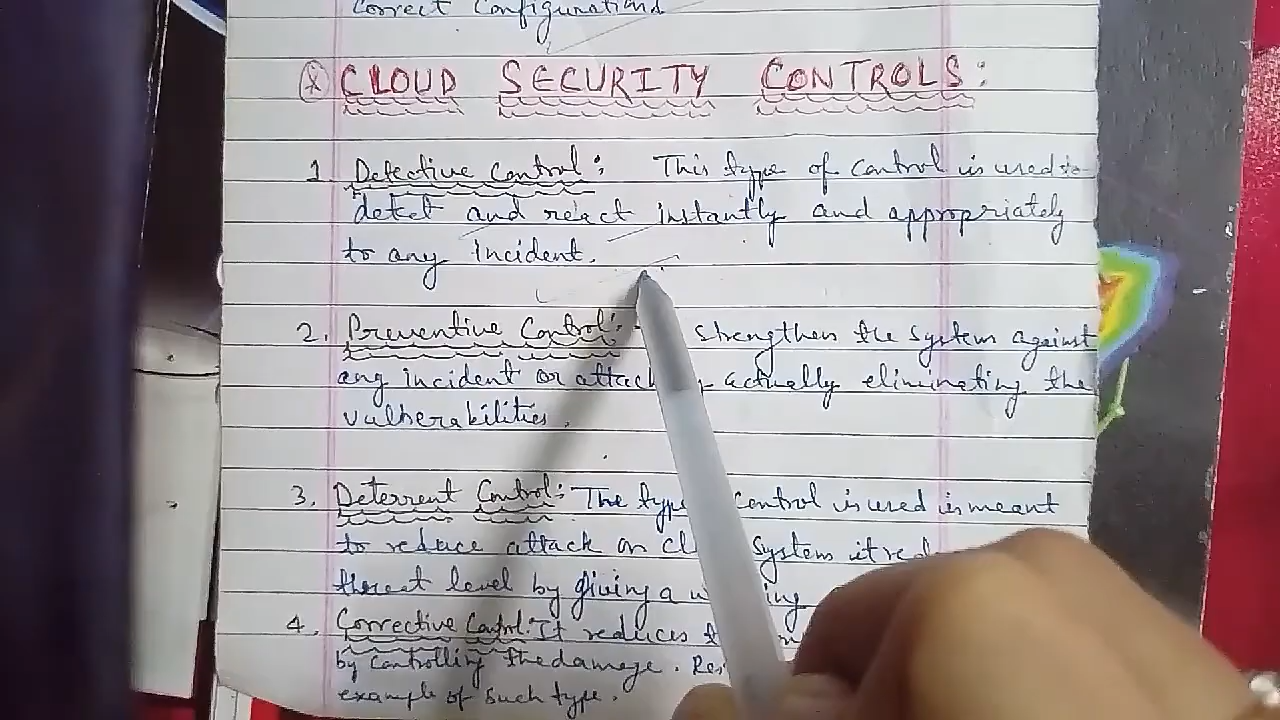 Correct Configurationd
* CLOUD SECURITY CONTROLS:
1 Detective Control: This type of control is used to
detect and react instantly and appropriately
to any incident.
2. Preventive Control: strengthen the system against
any incident or attack actually eliminating the
vulnerabilities.
3. Deterrent Control: The type control is used is meant
to reduce attack on system it
threat level by giving a
4. Corrective Control: It reduces
by controlling the damage.
example of such type.